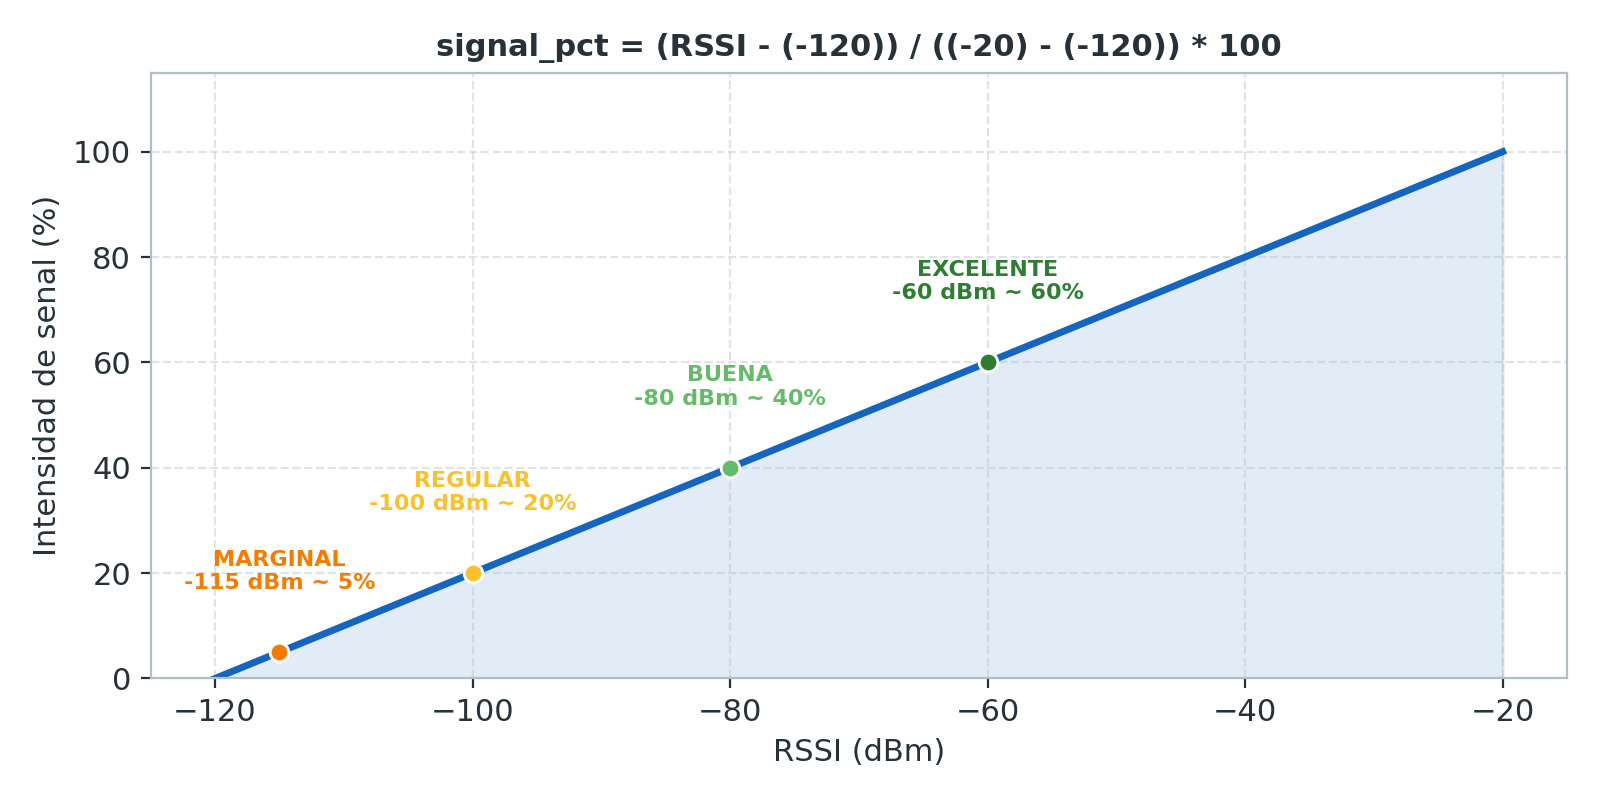 signal_pct = (RSSI - (-120)) / ((-20) - (-120)) * 100
Intensidad de senal (%)
100
80
60
40
20
0
EXCELENTE
-60 dBm ~ 60%
BUENA
-80 dBm ~ 40%
REGULAR
-100 dBm ~ 20%
MARGINAL
-115 dBm ~ 5%
−120
−100
−80
−60
−40
−20
RSSI (dBm)